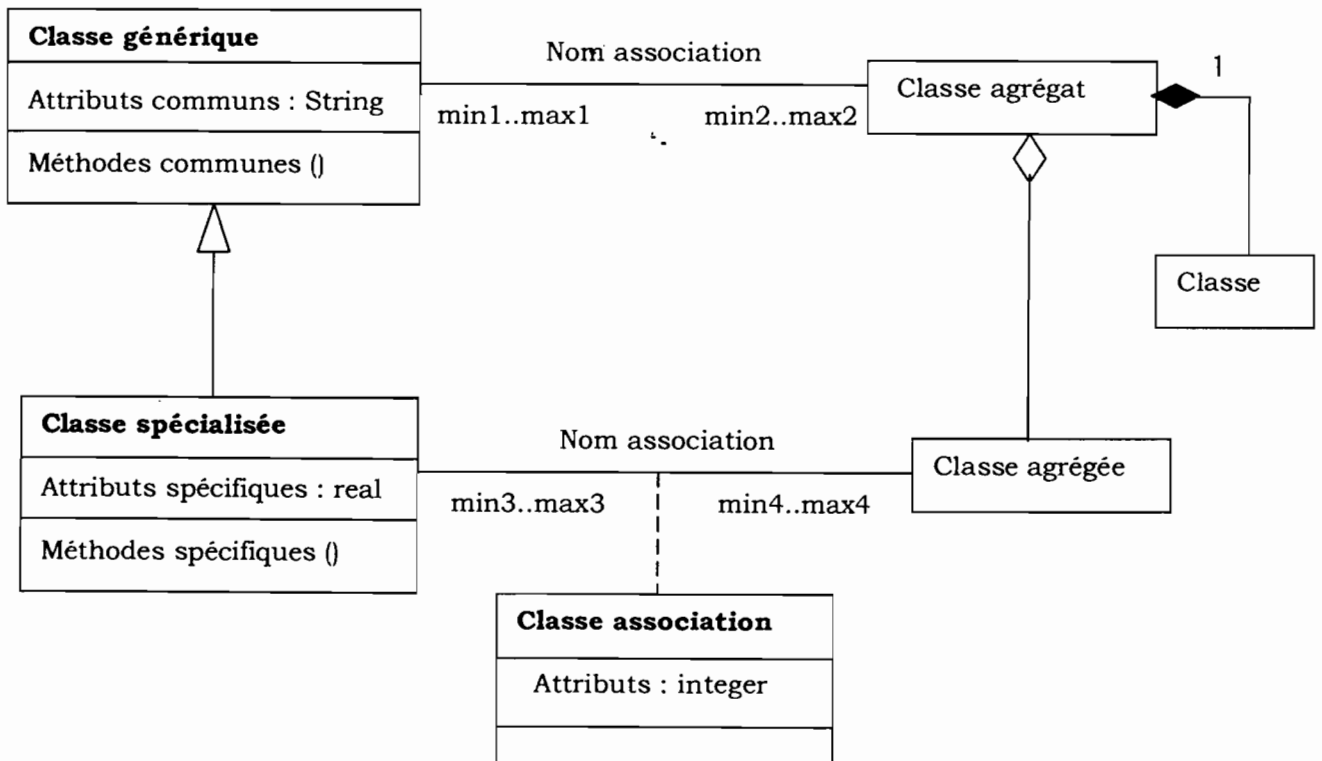 Classe générique
Attributs communs : String
Méthodes communes ()
Nom association
min1..max1
min2..max2
Classe agrégat
1
Classe
Classe spécialisée
Attributs spécifiques : real
Méthodes spécifiques ()
Nom association
min3..max3
min4..max4
Classe agrégée
Classe association
Attributs : integer